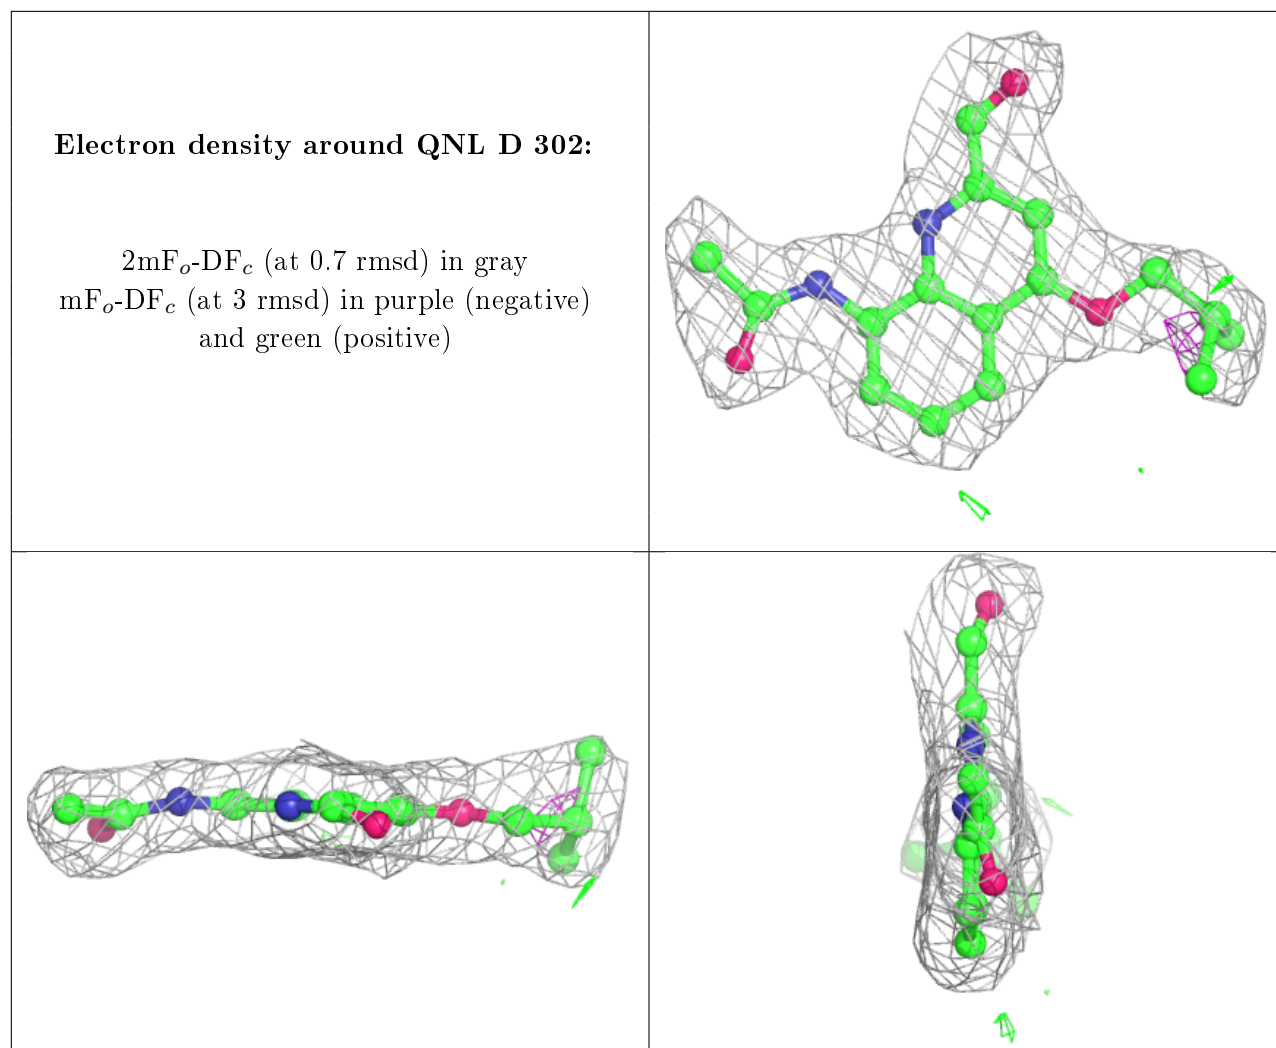 Electron density around QNL D 302:
2mFₒ-DF𝒸 (at 0.7 rmsd) in gray
mFₒ-DF𝒸 (at 3 rmsd) in purple (negative)
and green (positive)